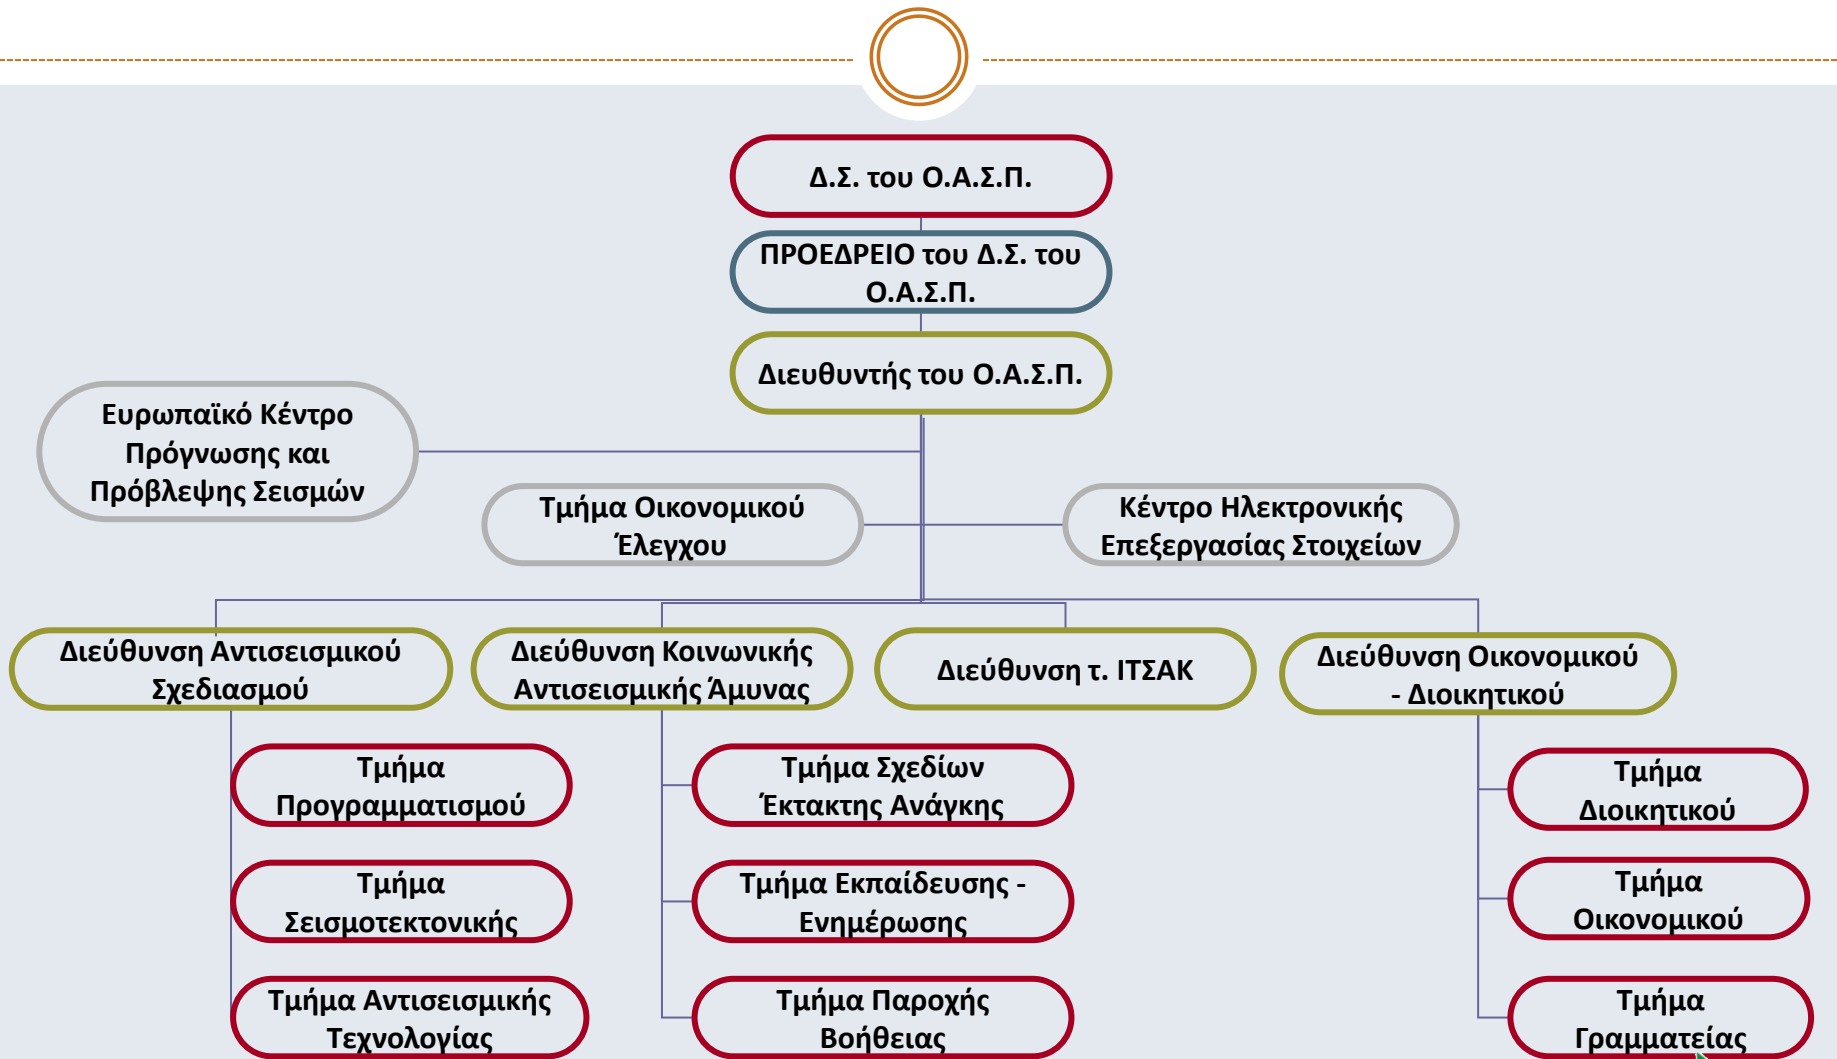 Δ.Σ. του Ο.Α.Σ.Π.
ΠΡΟΕΔΡΕΙΟ του Δ.Σ. του
Ο.Α.Σ.Π.
Διευθυντής του Ο.Α.Σ.Π.
Ευρωπαϊκό Κέντρο
Πρόγνωσης και
Πρόβλεψης Σεισμών
Τμήμα Οικονομικού
Έλεγχου
Κέντρο Ηλεκτρονικής
Επεξεργασίας Στοιχείων
Διεύθυνση Αντισεισμικού
Σχεδιασμού
Διεύθυνση Κοινωνικής
Αντισεισμικής Άμυνας
Διεύθυνση τ. ΙΤΣΑΚ
Διεύθυνση Οικονομικού
- Διοικητικού
Τμήμα
Προγραμματισμού
Τμήμα
Σεισμοτεκτονικής
Τμήμα Αντισεισμικής
Τεχνολογίας
Τμήμα Σχεδίων
Έκτακτης Ανάγκης
Τμήμα Εκπαίδευσης -
Ενημέρωσης
Τμήμα Παροχής
Βοήθειας
Τμήμα
Διοικητικού
Τμήμα
Οικονομικού
Τμήμα
Γραμματείας